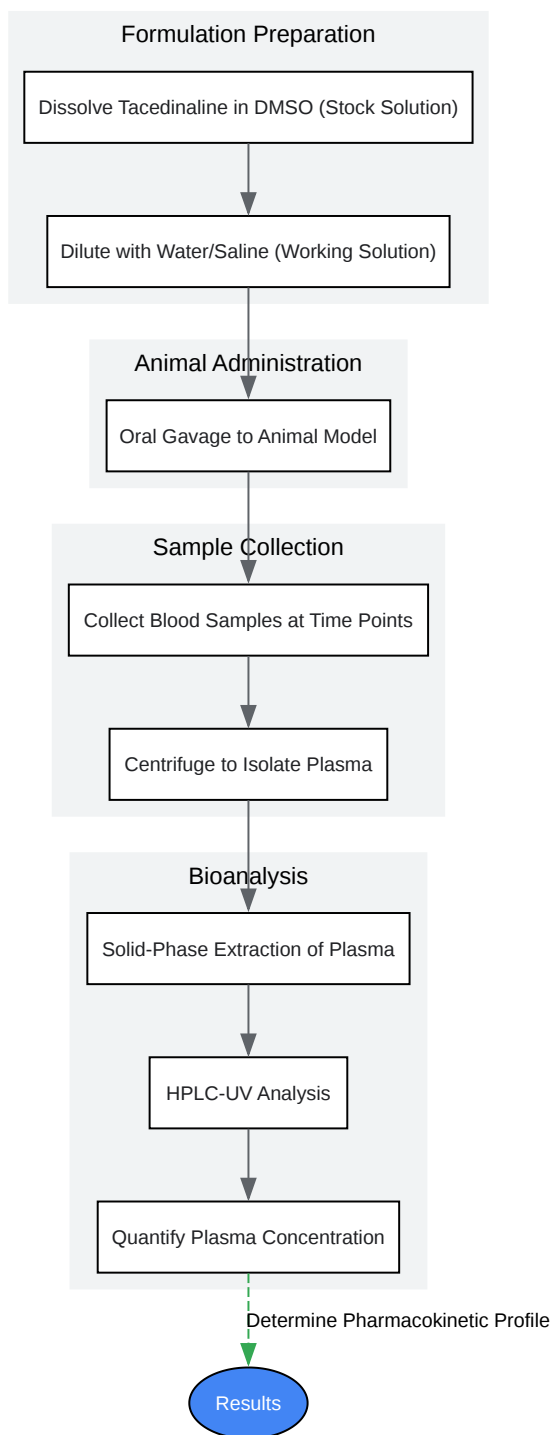 Formulation Preparation
Dissolve Tacedinaline in DMSO (Stock Solution)
Dilute with Water/Saline (Working Solution)
Animal Administration
Oral Gavage to Animal Model
Sample Collection
Collect Blood Samples at Time Points
Centrifuge to Isolate Plasma
Bioanalysis
Solid-Phase Extraction of Plasma
HPLC-UV Analysis
Quantify Plasma Concentration
Determine Pharmacokinetic Profile
Results